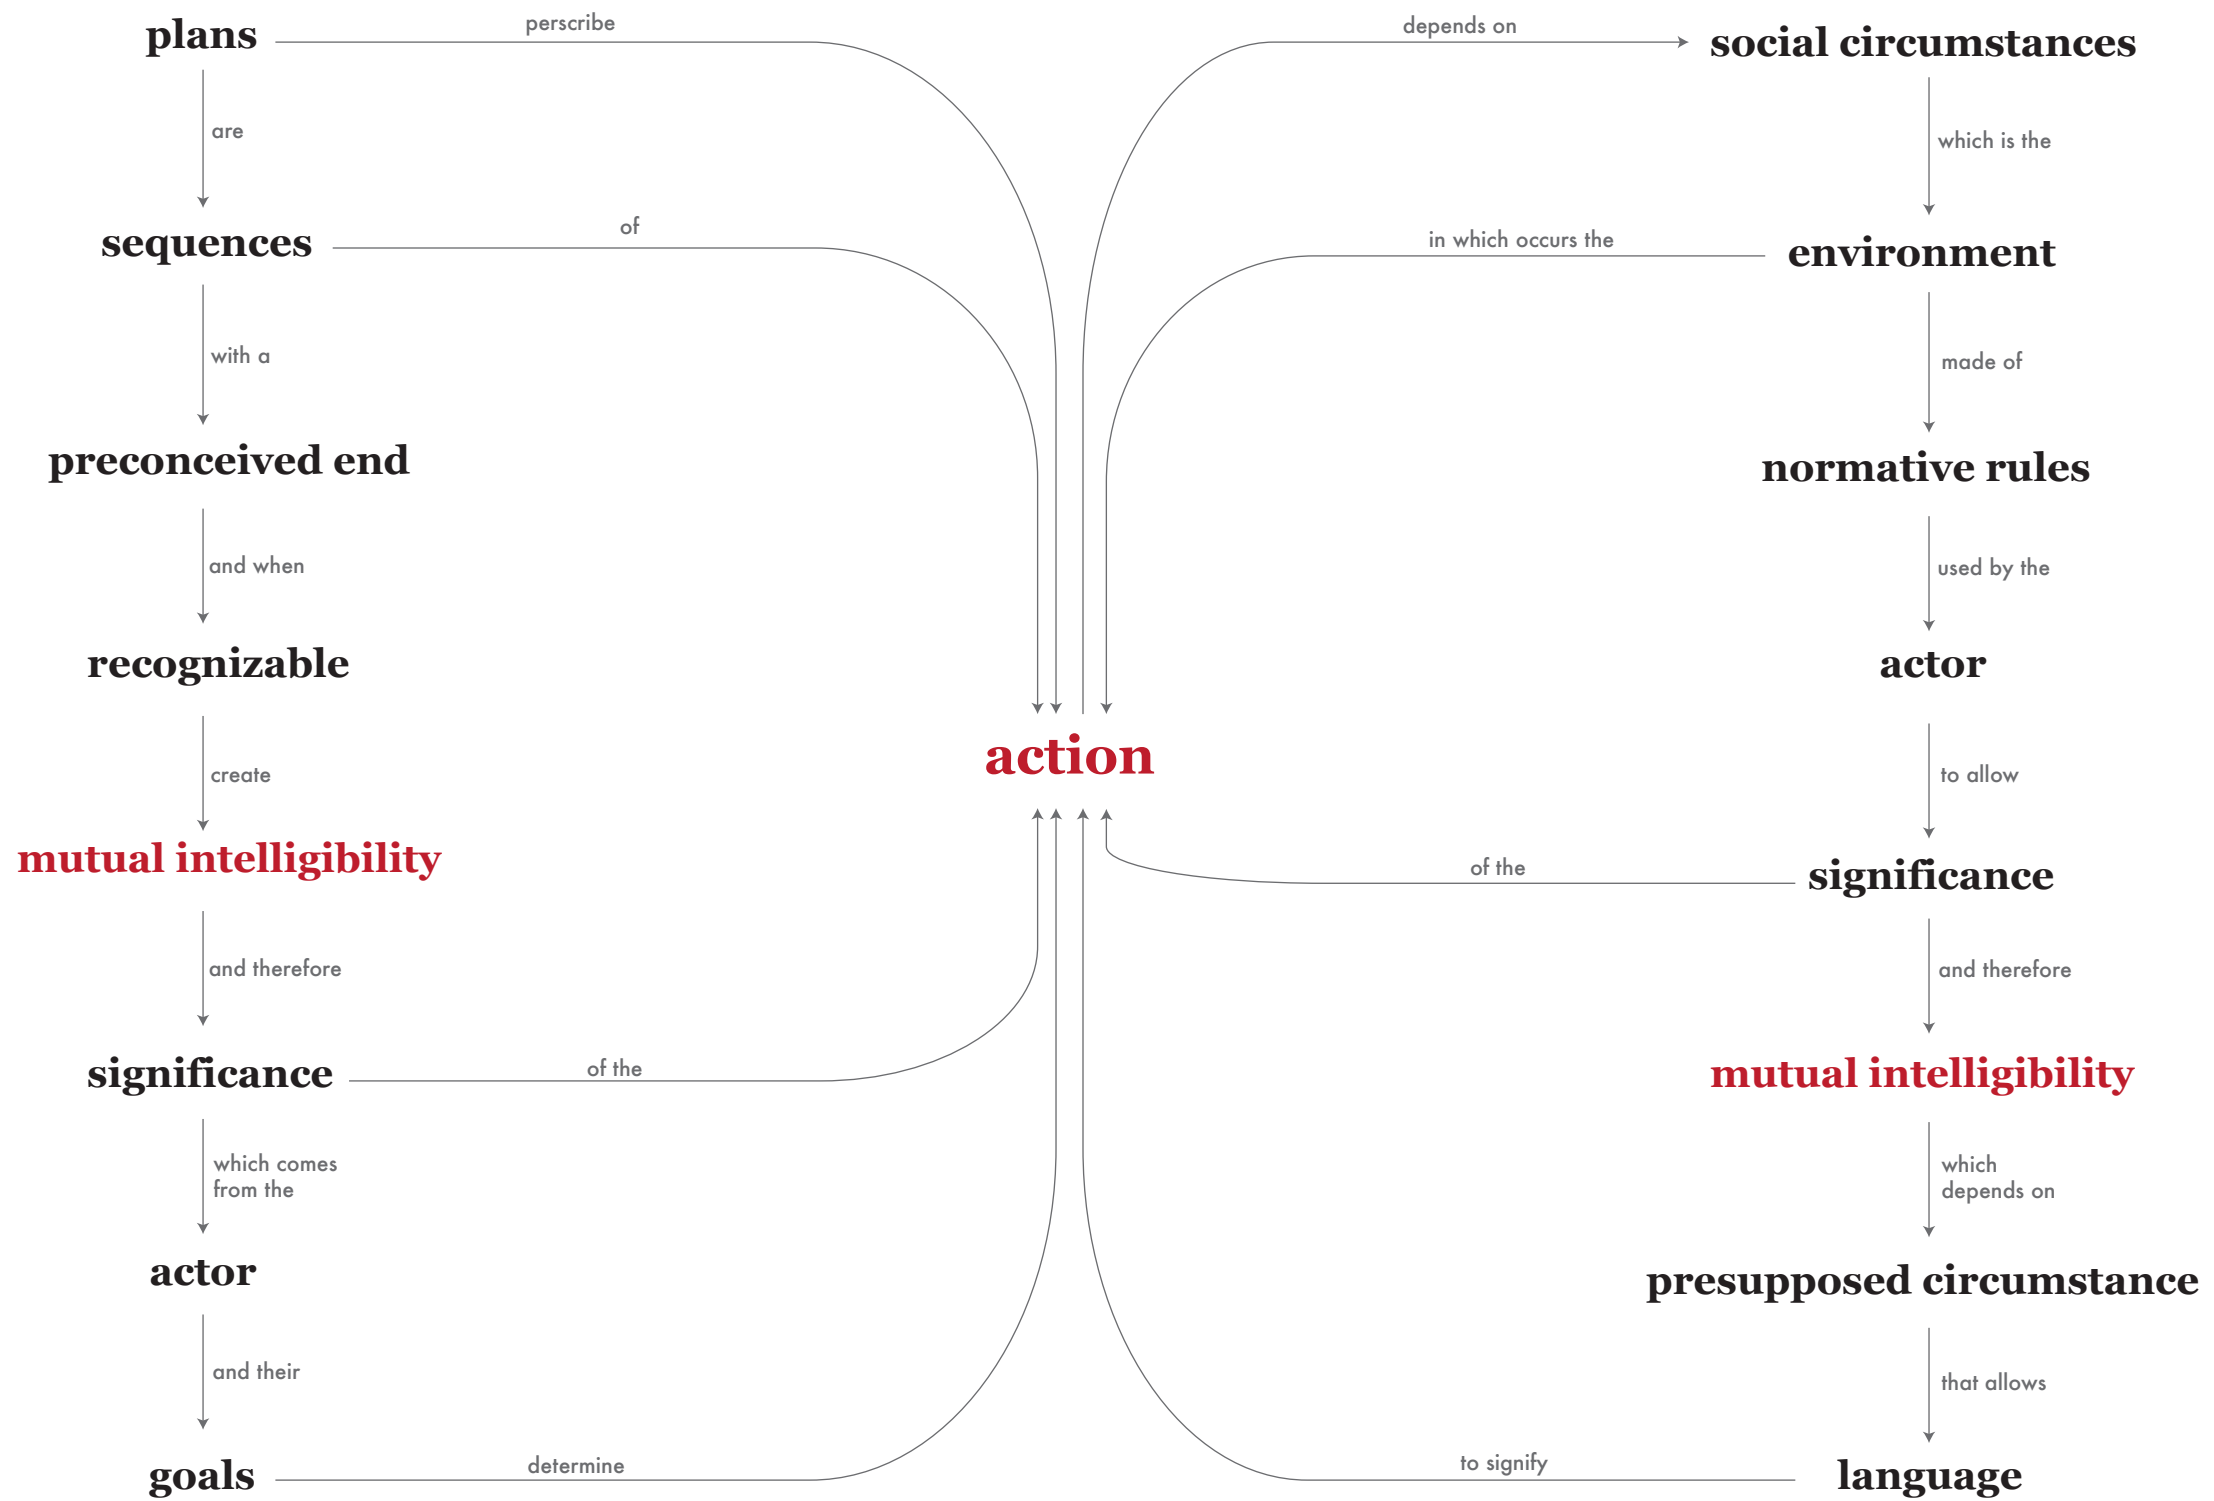 plans
perscribe
are
sequences
of
with a
preconceived end
and when
recognizable
create
mutual intelligibility
and therefore
significance
of the
which comes
from the
actor
and their
goals
determine
action
depends on
social circumstances
which is the
in which occurs the
environment
made of
normative rules
used by the
actor
to allow
of the
significance
and therefore
mutual intelligibility
which
depends on
presupposed circumstance
that allows
to signify
language